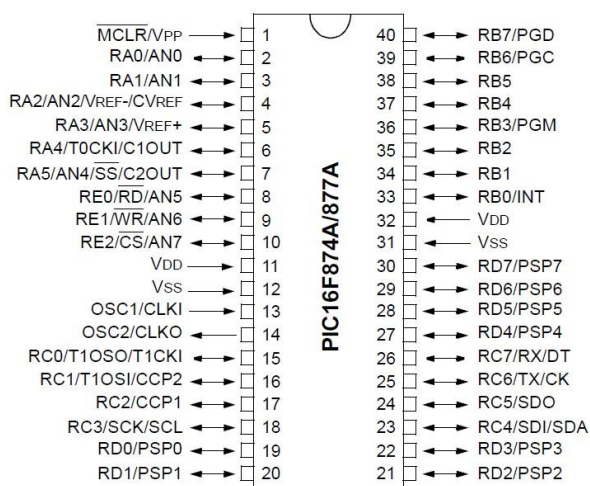 MCLR/VPP 1 40 RB7/PGD
RA0/AN0 2 39 RB6/PGC
RA1/AN1 3 38 RB5
RA2/AN2/VREF-/CVREF 4 37 RB4
RA3/AN3/VREF+ 5 36 RB3/PGM
RA4/T0CKI/C1OUT 6 35 RB2
RA5/AN4/SS/C2OUT 7 34 RB1
RE0/RD/AN5 8 33 RB0/INT
RE1/WR/AN6 9 32 VDD
RE2/CS/AN7 10 31 VSS
VDD 11 30 RD7/PSP7
VSS 12 29 RD6/PSP6
OSC1/CLKI 13 28 RD5/PSP5
OSC2/CLKO 14 27 RD4/PSP4
RC0/T1OSO/T1CKI 15 26 RC7/RX/DT
RC1/T1OSI/CCP2 16 25 RC6/TX/CK
RC2/CCP1 17 24 RC5/SDO
RC3/SCK/SCL 18 23 RC4/SDI/SDA
RD0/PSP0 19 22 RD3/PSP3
RD1/PSP1 20 21 RD2/PSP2
PIC16F874A/877A